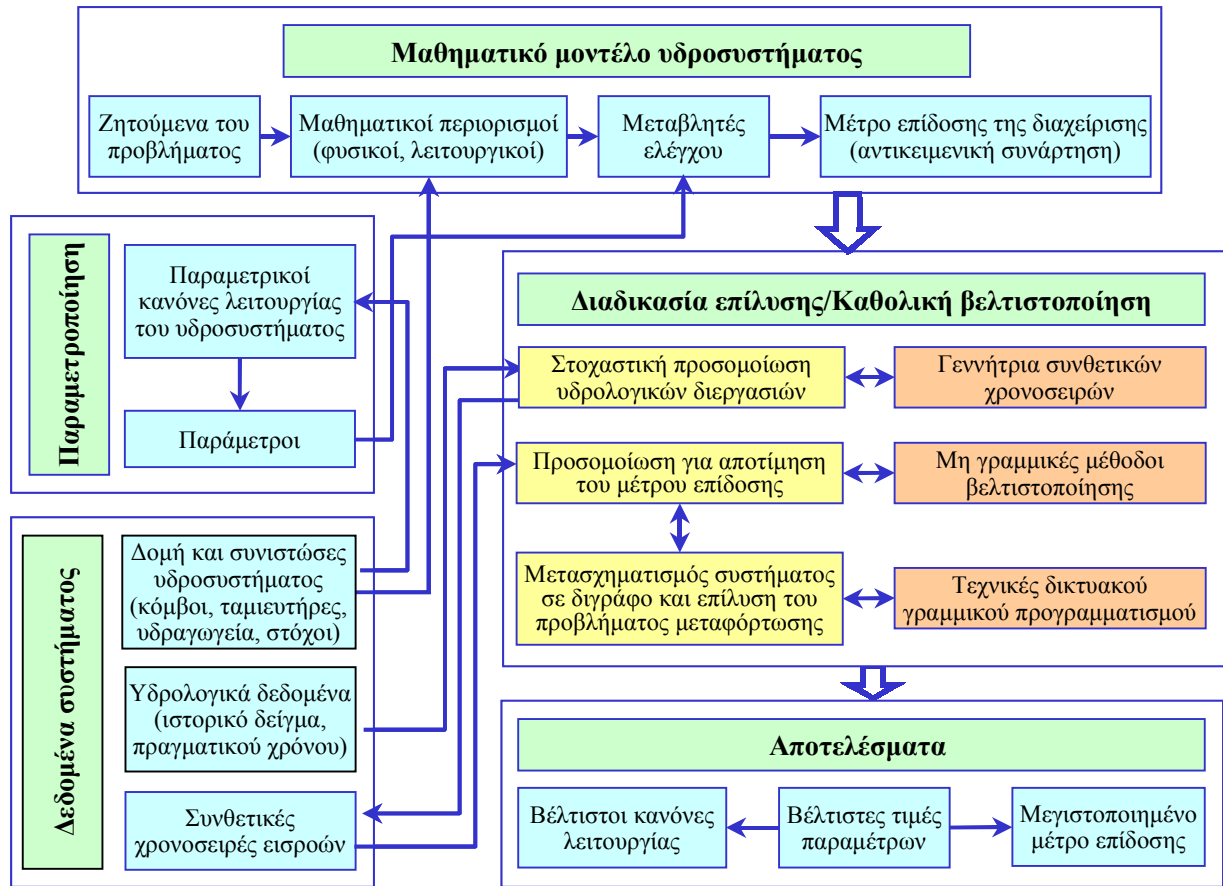 Μαθηματικό μοντέλο υδροσυστήματος
Ζητούμενα του
προβλήματος
Μαθηματικοί περιορισμοί
(φυσικοί, λειτουργικοί)
Μεταβλητές
ελέγχου
Μέτρο επίδοσης της διαχείρισης
(αντικειμενική συνάρτηση)
Παραμετροποίηση
Παραμετρικοί
κανόνες λειτουργίας
του υδροσυστήματος
Παράμετροι
Δεδομένα συστήματος
Δομή και συνιστώσες
υδροσυστήματος
(κόμβοι, ταμιευτήρες,
υδραγωγεία, στόχοι)
Υδρολογικά δεδομένα
(ιστορικό δείγμα,
πραγματικού χρόνου)
Συνθετικές
χρονοσειρές εισροών
Διαδικασία επίλυσης/Καθολική βελτιστοποίηση
Στοχαστική προσομοίωση
υδρολογικών διεργασιών
Γεννήτρια συνθετικών
χρονοσειρών
Προσομοίωση για αποτίμηση
του μέτρου επίδοσης
Μη γραμμικές μέθοδοι
βελτιστοποίησης
Μετασχηματισμός συστήματος
σε διγράφο και επίλυση του
προβλήματος μεταφόρτωσης
Τεχνικές δικτυακού
γραμμικού προγραμματισμού
Αποτελέσματα
Βέλτιστοι κανόνες
λειτουργίας
Βέλτιστες τιμές
παραμέτρων
Μεγιστοποιημένο
μέτρο επίδοσης